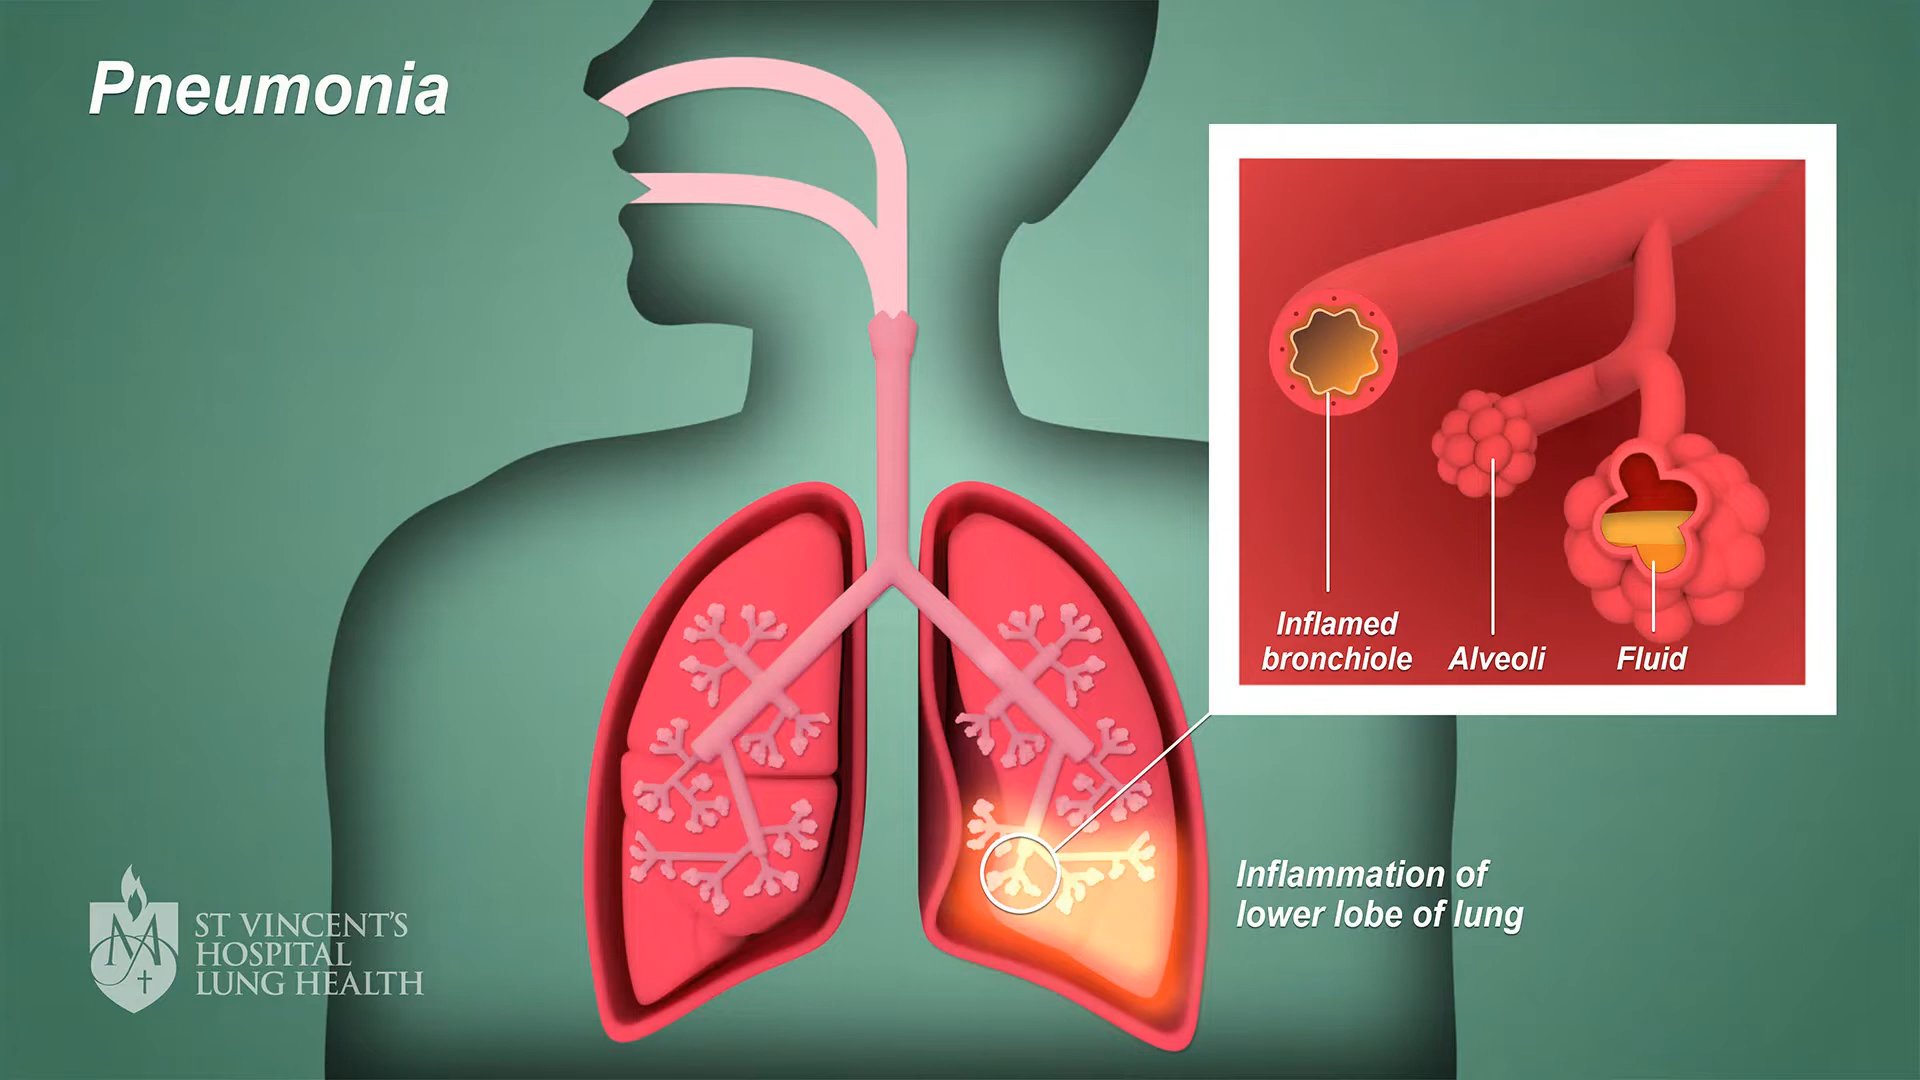 Pneumonia
Inflamed
bronchiole
Alveoli
Fluid
Inflammation of
lower lobe of lung
ST VINCENT'S
HOSPITAL
LUNG HEALTH